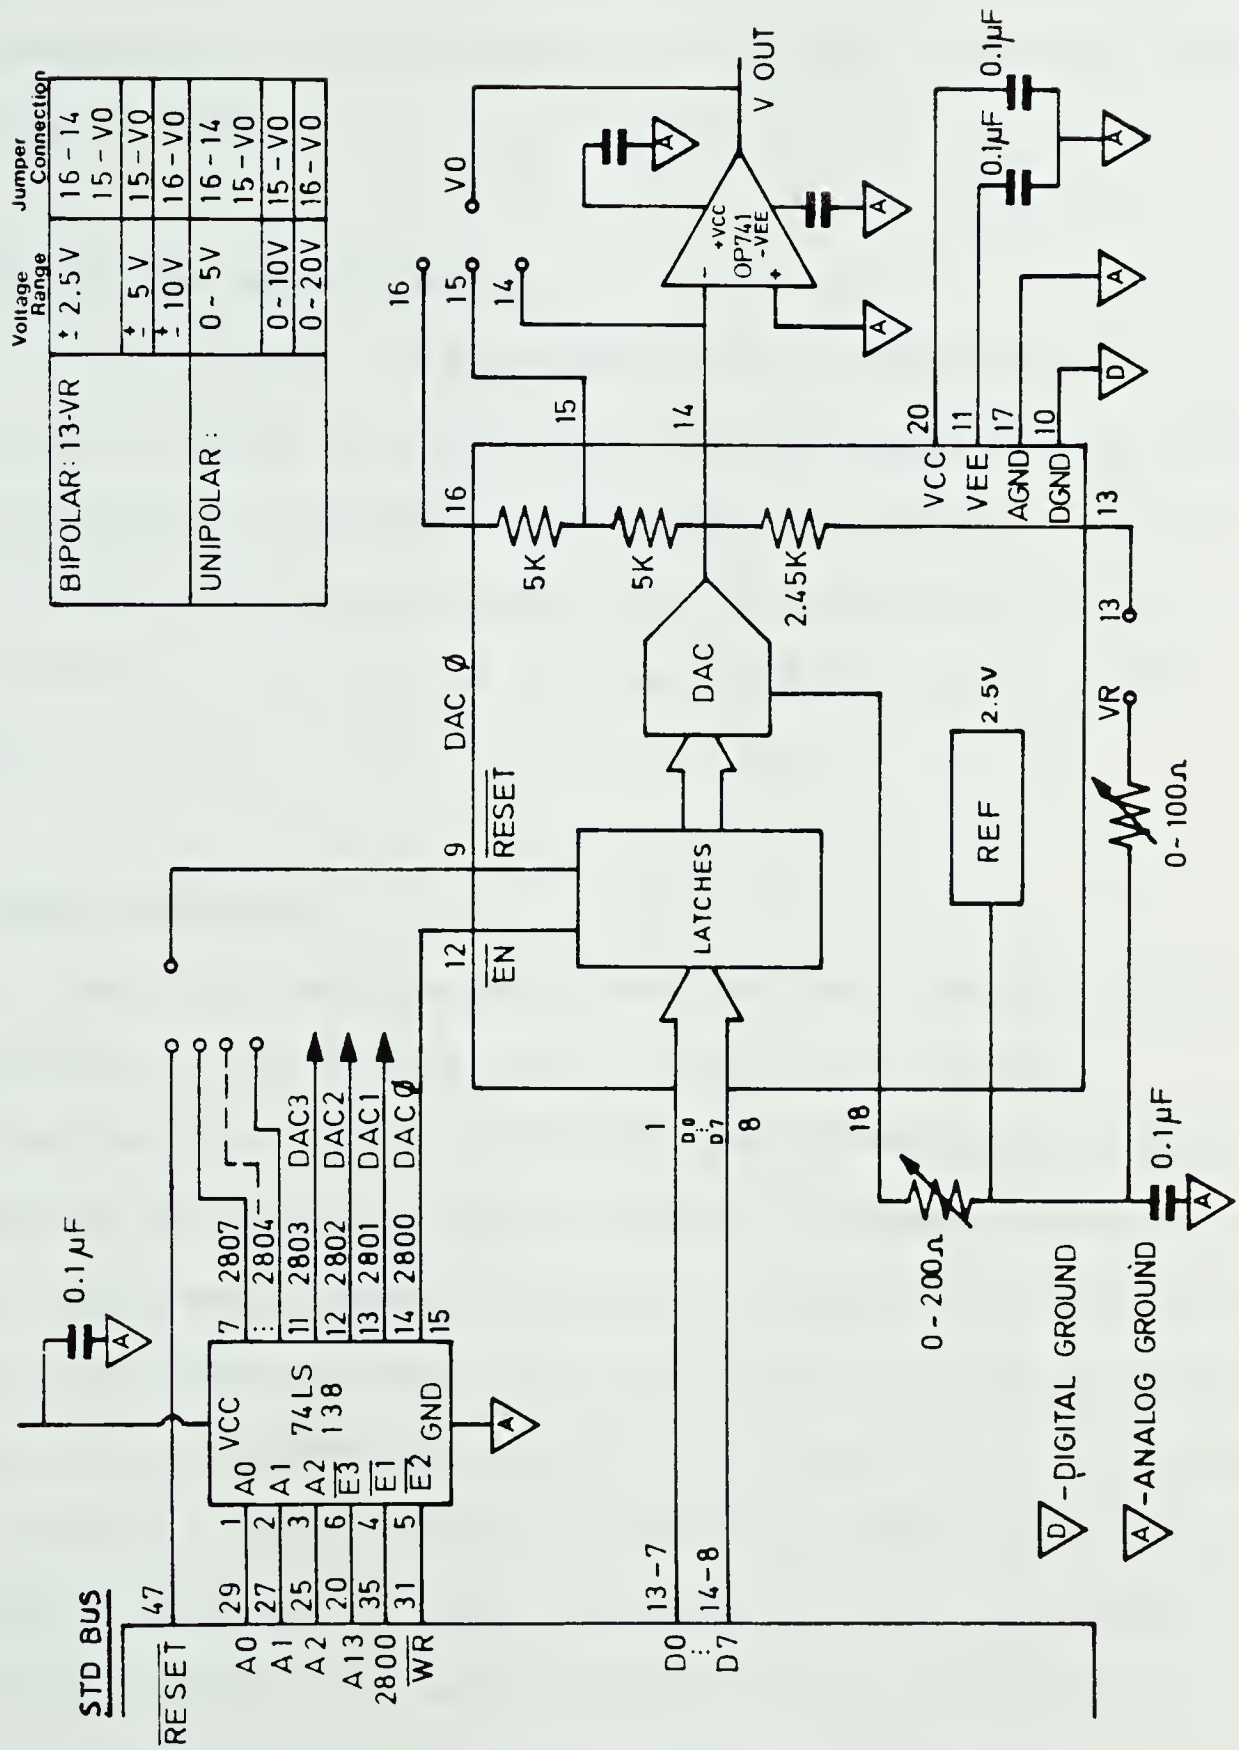 Voltage Range
Jumper Connection
BIPOLAR: 13-VR
± 2.5V
16 - 14
15 - VO
± 5V
15 - VO
± 10V
16 - VO
UNIPOLAR:
0 ~ 5V
16 - 14
15 - VO
0 ~ 10V
15 - VO
0 ~ 20V
16 - VO
STD BUS
RESET
47
A0
29
1
A0
A1
27
2
A1
A2
25
3
A2
A13
20
6
E3
2800
35
4
E1
WR
31
5
E2
VCC
74LS
138
GND
0.1µF
A
A
7
2807
⋮
2804
11
2803
DAC3
12
2802
DAC2
13
2801
DAC1
14
2800
DACØ
15
D0
⋮
D7
13 - 7
14 - 8
1
D0
⋮
D7
8
12
EN
9
RESET
DAC Ø
LATCHES
DAC
REF
2.5V
18
0 - 200Ω
0.1µF
A
0 ~ 100Ω
VR
13
13
5K
5K
2.45K
16
15
14
16
15
14
VO
V OUT
-
+
+VCC
OP741
-VEE
A
A
A
VCC
20
VEE
11
AGND
17
DGND
10
D
A
0.1µF
0.1µF
A
D - DIGITAL GROUND
A - ANALOG GROUND